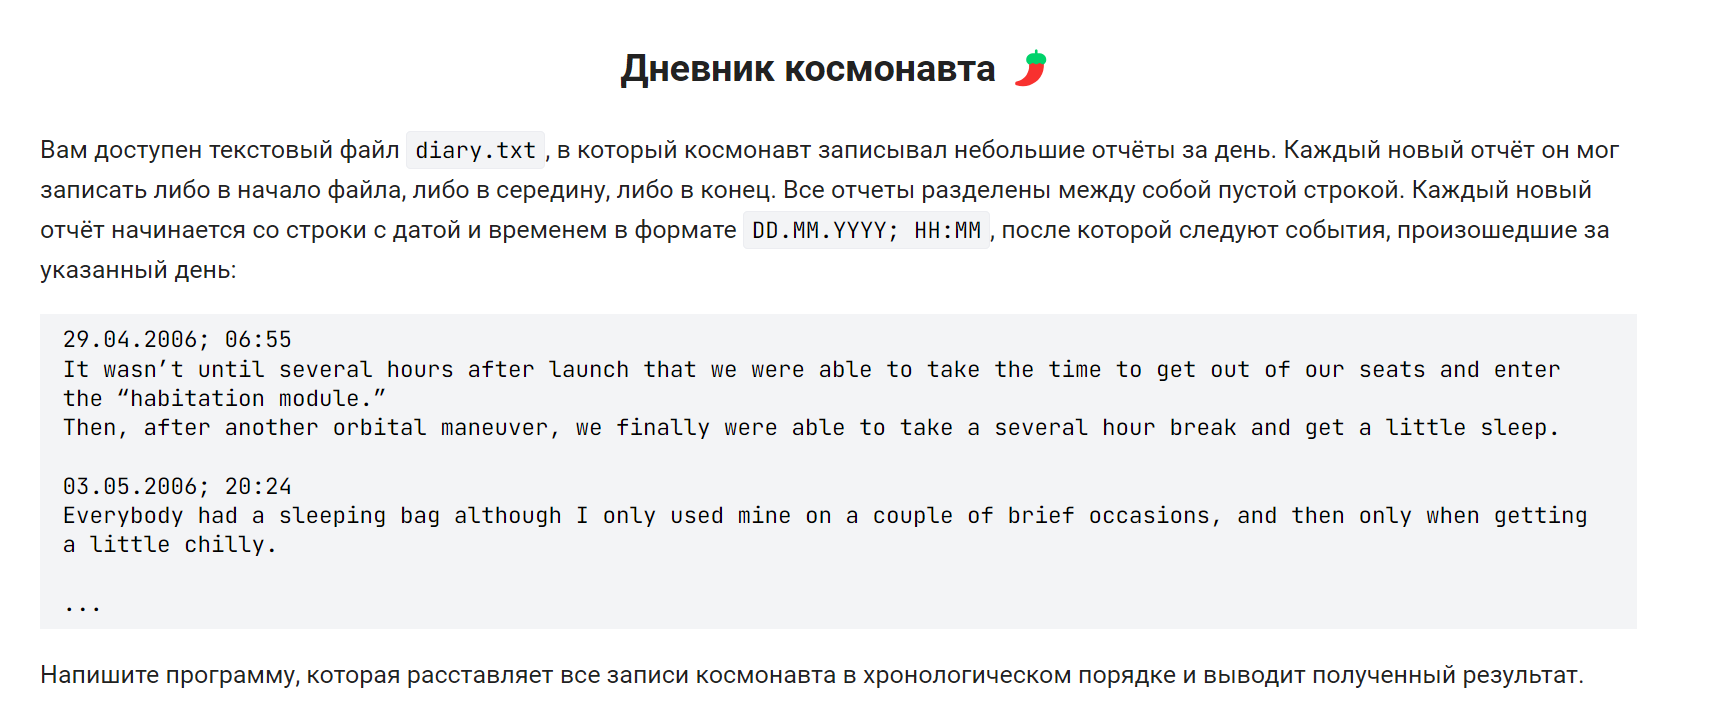 Дневник космонавта
Вам доступен текстовый файл diary.txt, в который космонавт записывал небольшие отчёты за день. Каждый новый отчёт он мог
записать либо в начало файла, либо в середину, либо в конец. Все отчеты разделены между собой пустой строкой. Каждый новый
отчёт начинается со строки с датой и временем в формате DD.MM.YYYY; HH:MM, после которой следуют события, произошедшие за
указанный день:
29.04.2006; 06:55
It wasn’t until several hours after launch that we were able to take the time to get out of our seats and enter
the “habitation module.”
Then, after another orbital maneuver, we finally were able to take a several hour break and get a little sleep.
03.05.2006; 20:24
Everybody had a sleeping bag although I only used mine on a couple of brief occasions, and then only when getting
a little chilly.
...
Напишите программу, которая расставляет все записи космонавта в хронологическом порядке и выводит полученный результат.